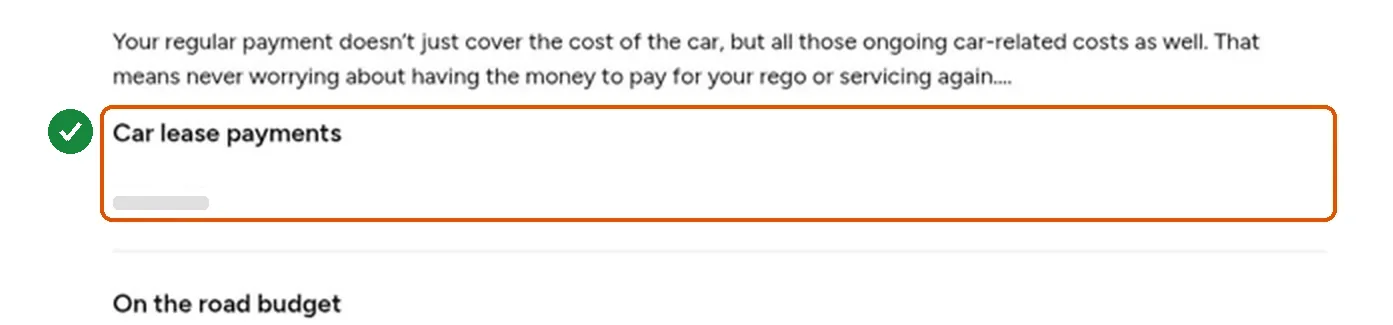 Your regular payment doesn't just cover the cost of the car, but all those ongoing car-related costs as well. That
means never worrying about having the money to pay for your rego or servicing again....
Car lease payments
On the road budget